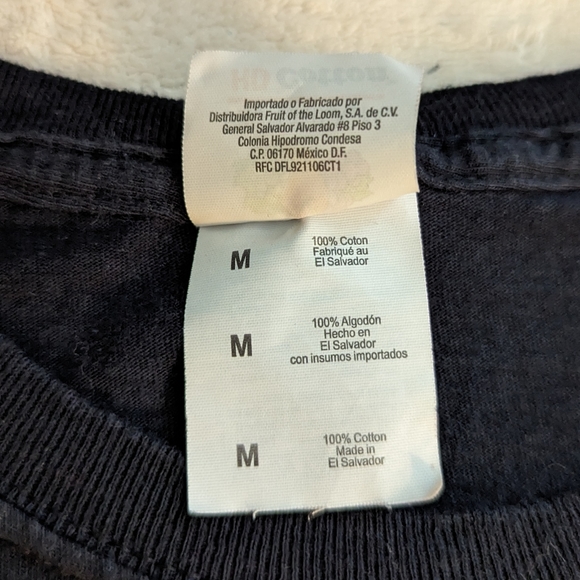 HD Cotton
Importado o Fabricado por
Distribuidora Fruit of the Loom, S.A. de C.V.
General Salvador Alvarado #8 Piso 3
Colonia Hipodromo Condesa
C.P. 06170 México D.F.
RFC DFL921106CT1
M
100% Coton
Fabriqué au
El Salvador
M
100% Algodón
Hecho en
El Salvador
con insumos importados
M
100% Cotton
Made in
El Salvador